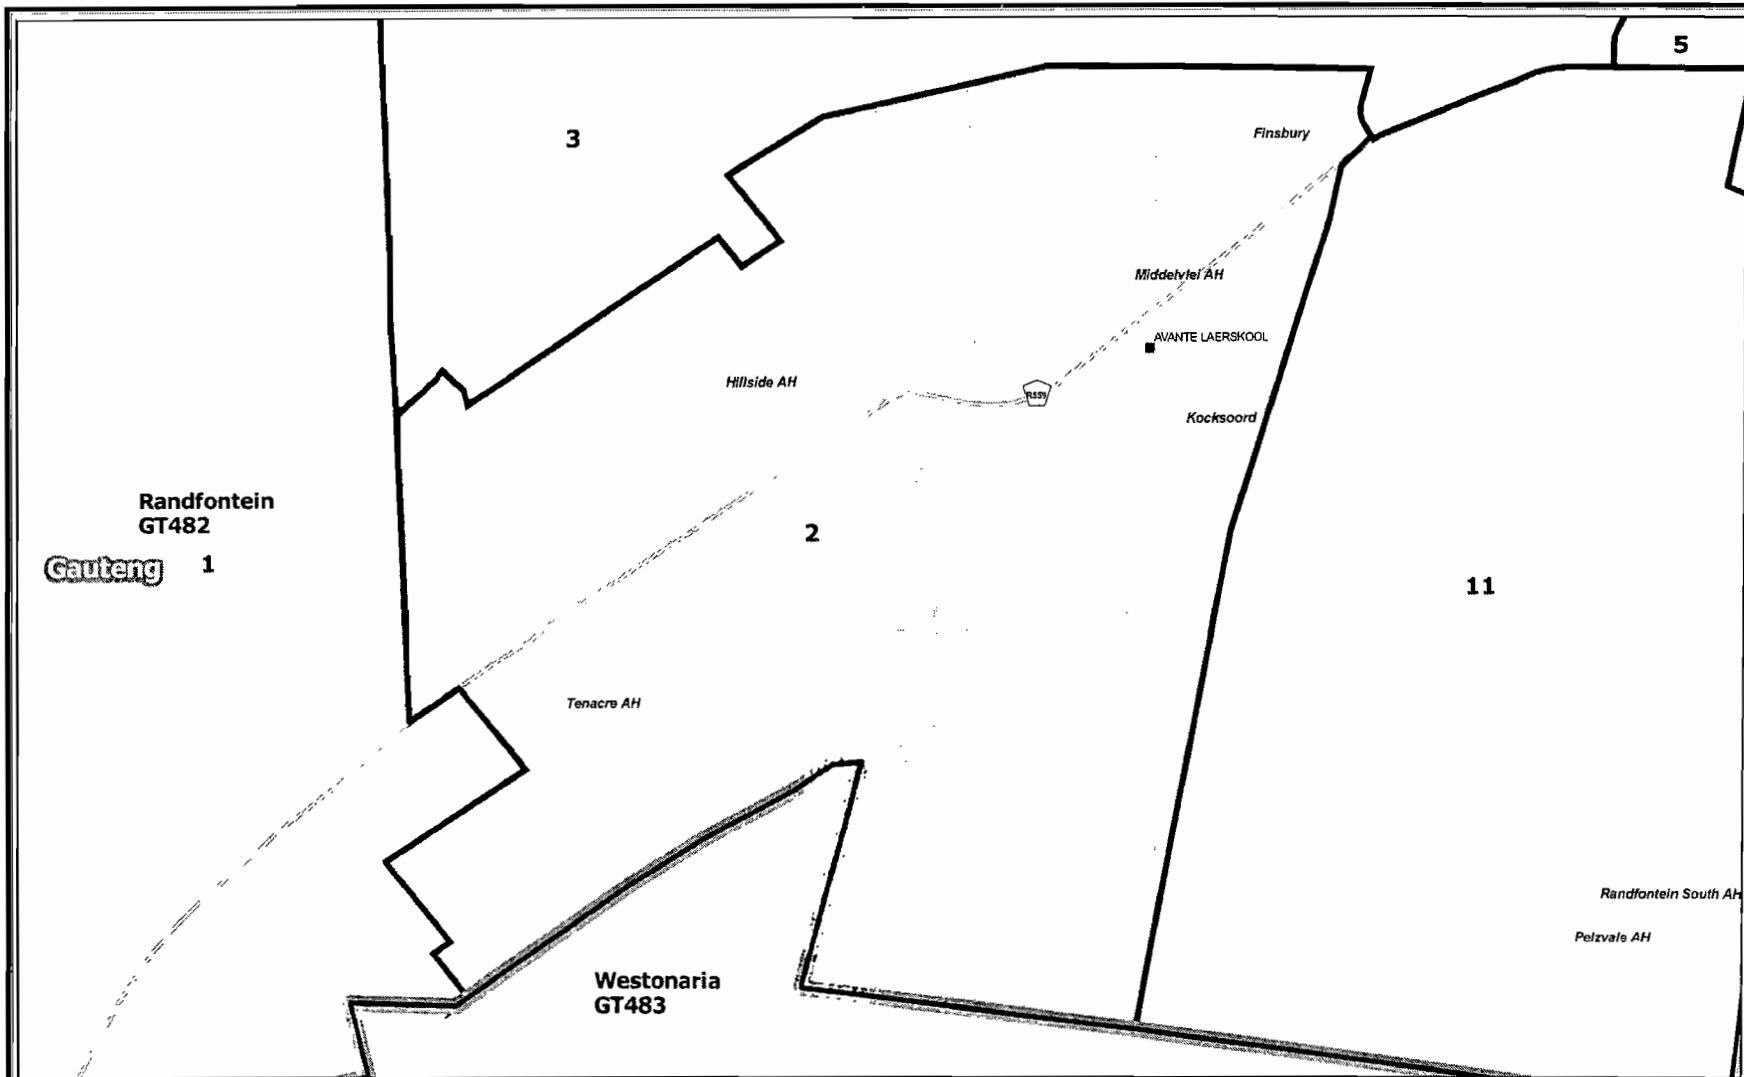 5
3
Finsbury
Middelvlei AH
AVANTE LAERSKOOL
Hillside AH
R559
Kocksoord
Randfontein
GT482
2
Gauteng
1
11
Tenacre AH
Randfontein South AH
Pelzvale AH
Westonaria
GT483